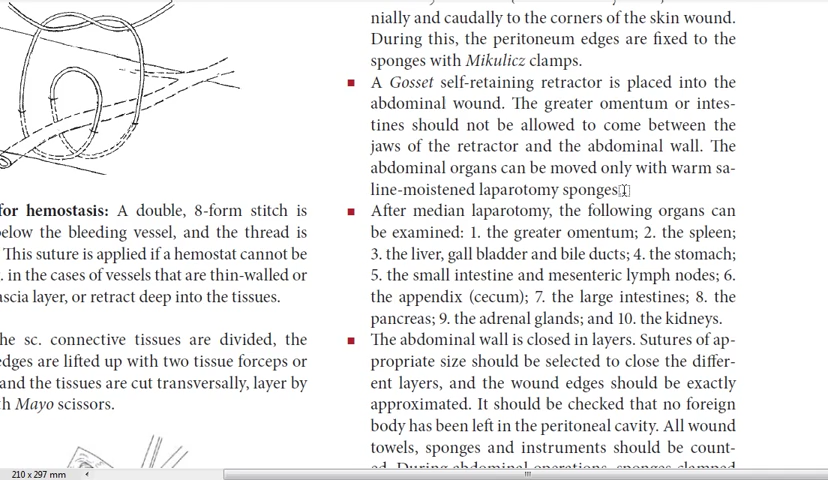 for hemostasis: A double, 8-form stitch is
below the bleeding vessel, and the thread is
This suture is applied if a hemostat cannot be
. in the cases of vessels that are thin-walled or
ascia layer, or retract deep into the tissues.
he sc. connective tissues are divided, the
edges are lifted up with two tissue forceps or
and the tissues are cut transversally, layer by
h Mayo scissors.
nially and caudally to the corners of the skin wound.
During this, the peritoneum edges are fixed to the
sponges with Mikulicz clamps.
■ A Gosset self-retaining retractor is placed into the
abdominal wound. The greater omentum or intes-
tines should not be allowed to come between the
jaws of the retractor and the abdominal wall. The
abdominal organs can be moved only with warm sa-
line-moistened laparotomy sponges.
■ After median laparotomy, the following organs can
be examined: 1. the greater omentum; 2. the spleen;
3. the liver, gall bladder and bile ducts; 4. the stomach;
5. the small intestine and mesenteric lymph nodes; 6.
the appendix (cecum); 7. the large intestines; 8. the
pancreas; 9. the adrenal glands; and 10. the kidneys.
■ The abdominal wall is closed in layers. Sutures of ap-
propriate size should be selected to close the differ-
ent layers, and the wound edges should be exactly
approximated. It should be checked that no foreign
body has been left in the peritoneal cavity. All wound
towels, sponges and instruments should be count-
ed. During abdominal operations, sponges clamped
210 x 297 mm